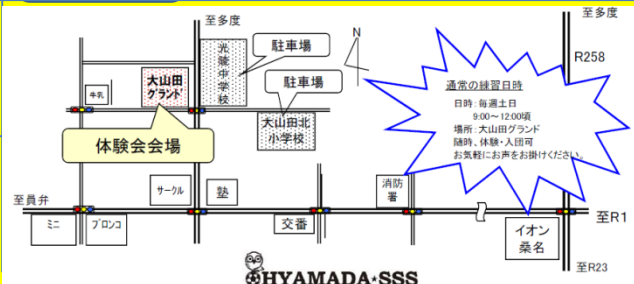 至多度
至多度
光陵中学校
駐車場
N
R258
駐車場
大山田
グランド
牛乳
大山田北
小学校
体験会会場
通常の練習日時
日時:毎週土日
9:00~12:00頃
場所:大山田グランド
随時、体験・入団可
お気軽にお声をお掛けください。
サークル
塾
消防
署
至員弁
至R1
ミニ
ブロンコ
交番
イオン
桑名
至R23
OHYAMADA★SSS